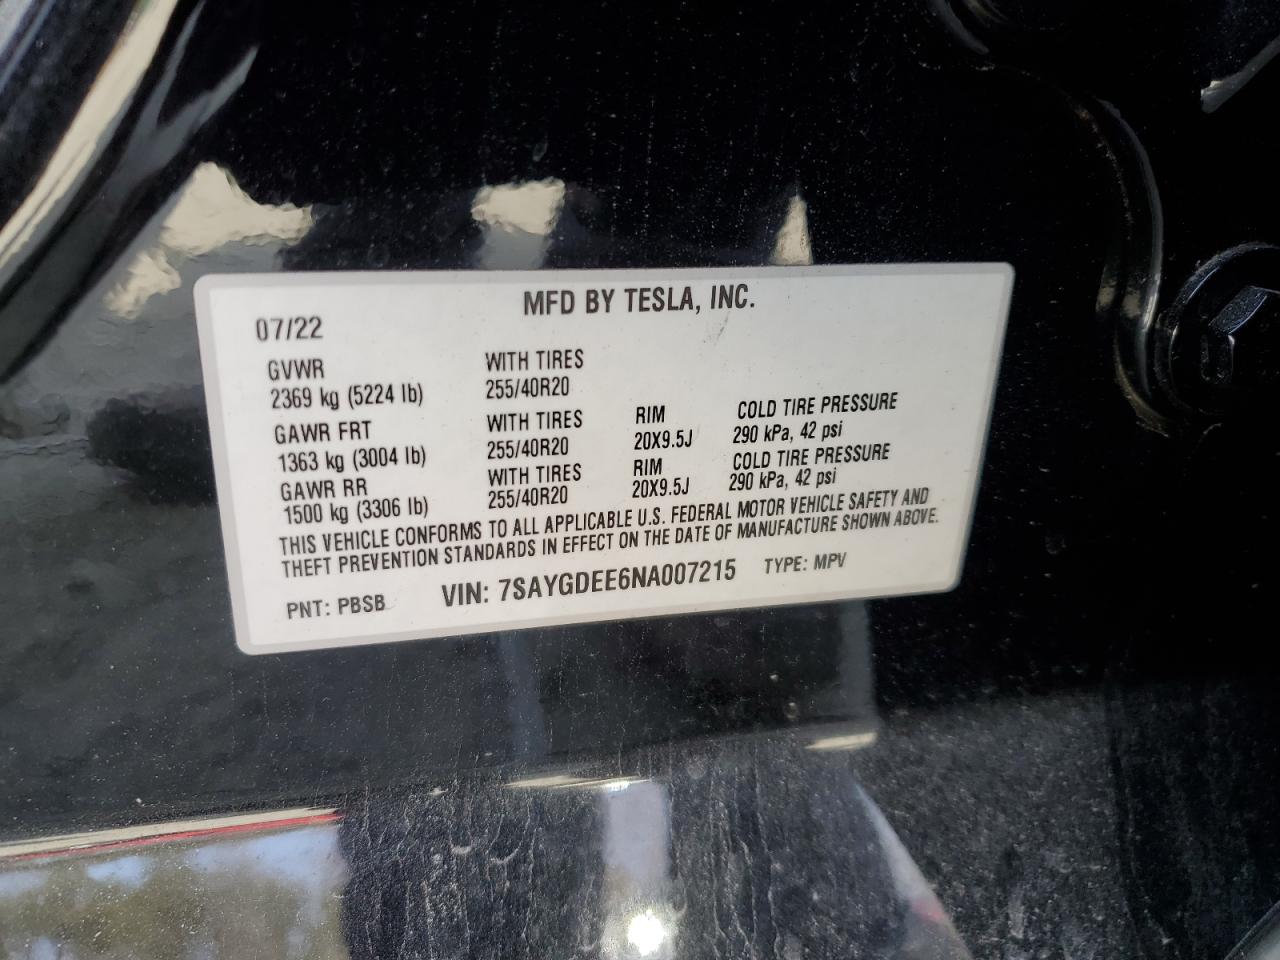 MFD BY TESLA, INC.
07/22
GVWR WITH TIRES
2369 kg (5224 lb) 255/40R20
GAWR FRT WITH TIRES RIM COLD TIRE PRESSURE
1363 kg (3004 lb) 255/40R20 20X9.5J 290 kPa, 42 psi
GAWR RR WITH TIRES RIM COLD TIRE PRESSURE
1500 kg (3306 lb) 255/40R20 20X9.5J 290 kPa, 42 psi
THIS VEHICLE CONFORMS TO ALL APPLICABLE U.S. FEDERAL MOTOR VEHICLE SAFETY AND
THEFT PREVENTION STANDARDS IN EFFECT ON THE DATE OF MANUFACTURE SHOWN ABOVE.
PNT: PBSB VIN: 7SAYGDEE6NA007215 TYPE: MPV